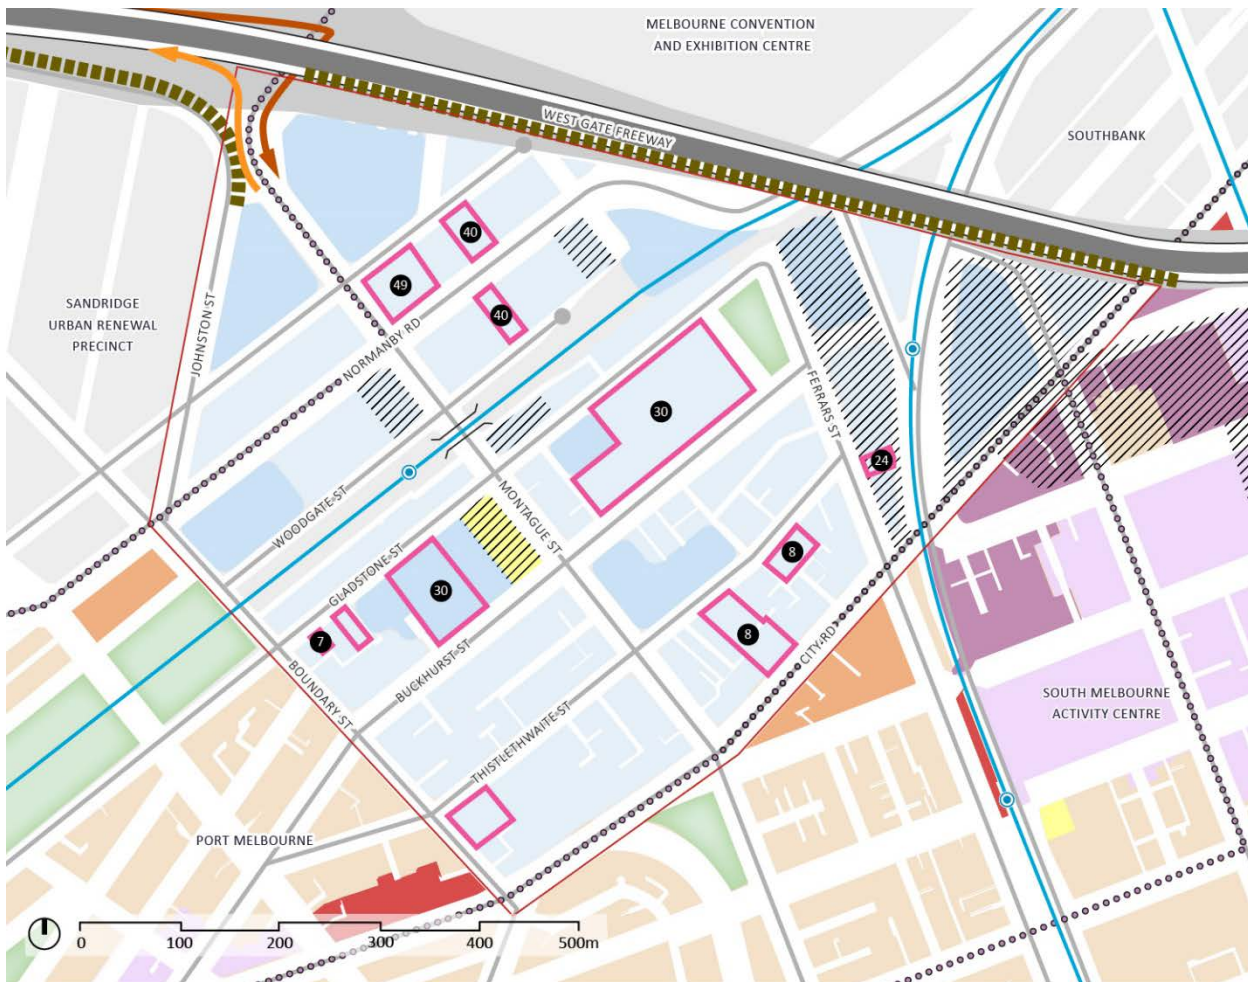 MELBOURNE CONVENTION
AND EXHIBITION CENTRE
WEST GATE FREEWAY
SOUTHBANK
40
49
40
SANDRIDGE
URBAN RENEWAL
PRECINCT
JOHNSTON ST
NORMANBY RD
30
FERRARS ST
24
WOODGATE ST
MONTAGUE ST
GLADSTONE ST
30
8
8
7
BUCKHURST ST
CITY RD
BOUNDARY ST
SOUTH MELBOURNE
ACTIVITY CENTRE
THISTLETHWAITE ST
PORT MELBOURNE
0 100 200 300 400 500m